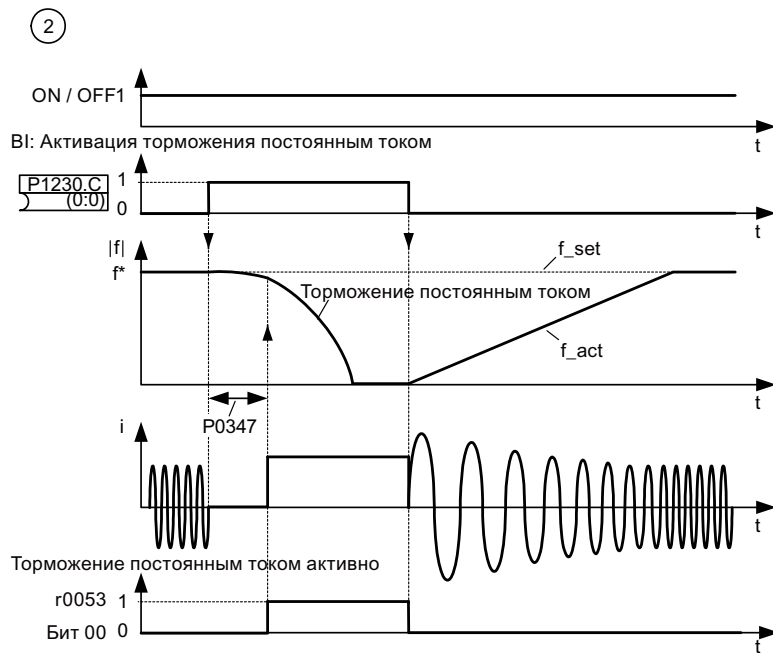 2
ON / OFF1
t
BI: Активация торможения постоянным током
P1230.C
(0:0)
1
0
t
|f|
f*
f_set
Торможение постоянным током
f_act
t
P0347
i
t
Торможение постоянным током активно
r0053 1
Бит 00 0
t